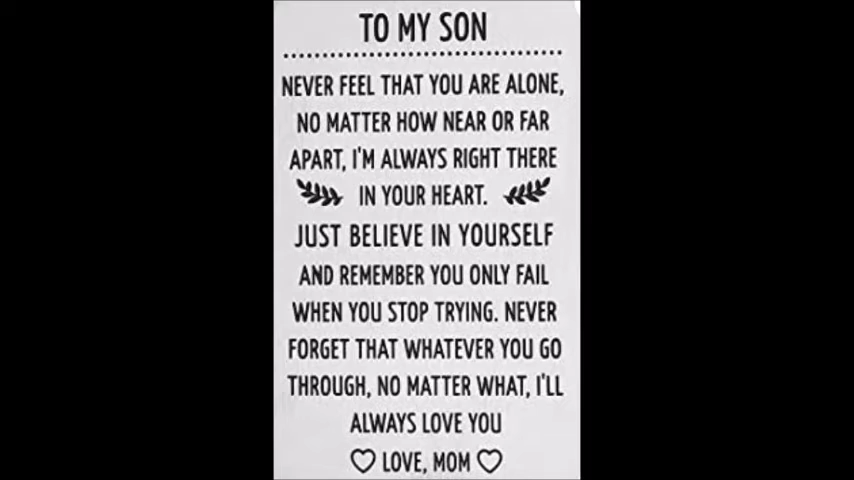 TO MY SON
NEVER FEEL THAT YOU ARE ALONE,
NO MATTER HOW NEAR OR FAR
APART, I'M ALWAYS RIGHT THERE
IN YOUR HEART.
JUST BELIEVE IN YOURSELF
AND REMEMBER YOU ONLY FAIL
WHEN YOU STOP TRYING. NEVER
FORGET THAT WHATEVER YOU GO
THROUGH, NO MATTER WHAT, I'LL
ALWAYS LOVE YOU
♡ LOVE, MOM ♡